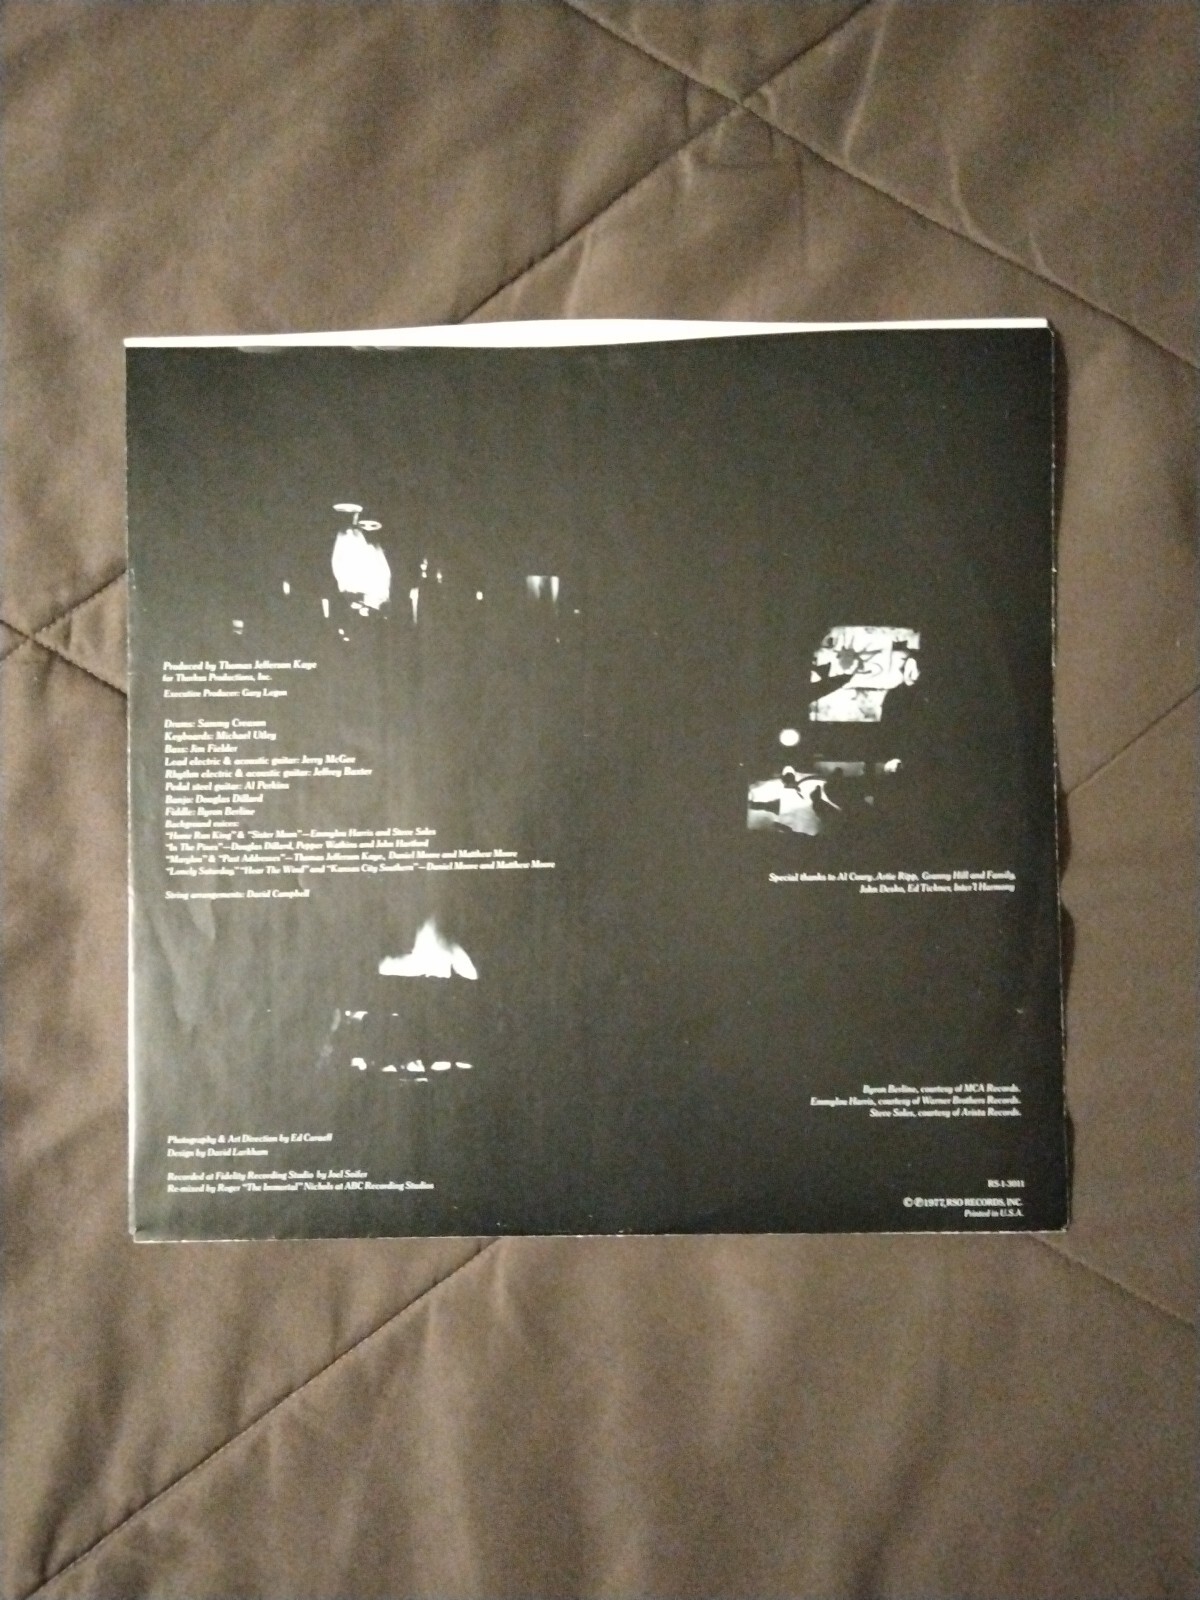 Produced by Thomas Jefferson Kaye
for Thorkus Productions, Inc.
Executive Producer: Gary Legon
Drums: Sammy Creason
Keyboards: Michael Utley
Bass: Jim Fielder
Lead electric & acoustic guitar: Jerry McGee
Rhythm electric & acoustic guitar: Jeffrey Baxter
Pedal steel guitar: Al Perkins
Banjo: Douglas Dillard
Fiddle: Byron Berline
Background voices:
"Home Run King" & "Sister Moon"—Emmylou Harris and Steve Soles
"In The Pines"—Douglas Dillard, Pepper Watkins and John Hartford
"Marylou" & "Past Addresses"—Thomas Jefferson Kaye, Daniel Moore and Matthew Moore
"Lonely Saturday," "Hear The Wind" and "Kansas City Southern"—Daniel Moore and Matthew Moore
String arrangements: David Campbell
Special thanks to Al Coury, Artie Ripp, Granny Hill and Family,
John Desko, Ed Tickner, Inter'l Harmony
Byron Berline, courtesy of MCA Records.
Emmylou Harris, courtesy of Warner Brothers Records.
Steve Soles, courtesy of Arista Records.
Photography & Art Direction by Ed Caraeff
Design by David Larkham
Recorded at Fidelity Recording Studio by Joel Soifer
Re-mixed by Roger "The Immortal" Nichols at ABC Recording Studios
RS-1-3011
© ℗ 1977, RSO RECORDS, INC.
Printed in U.S.A.